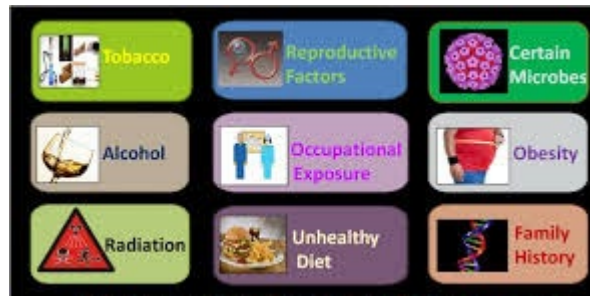 Tobacco
Reproductive
Factors
Certain
Microbes
Alcohol
Occupational
Exposure
Obesity
Radiation
Unhealthy
Diet
Family
History